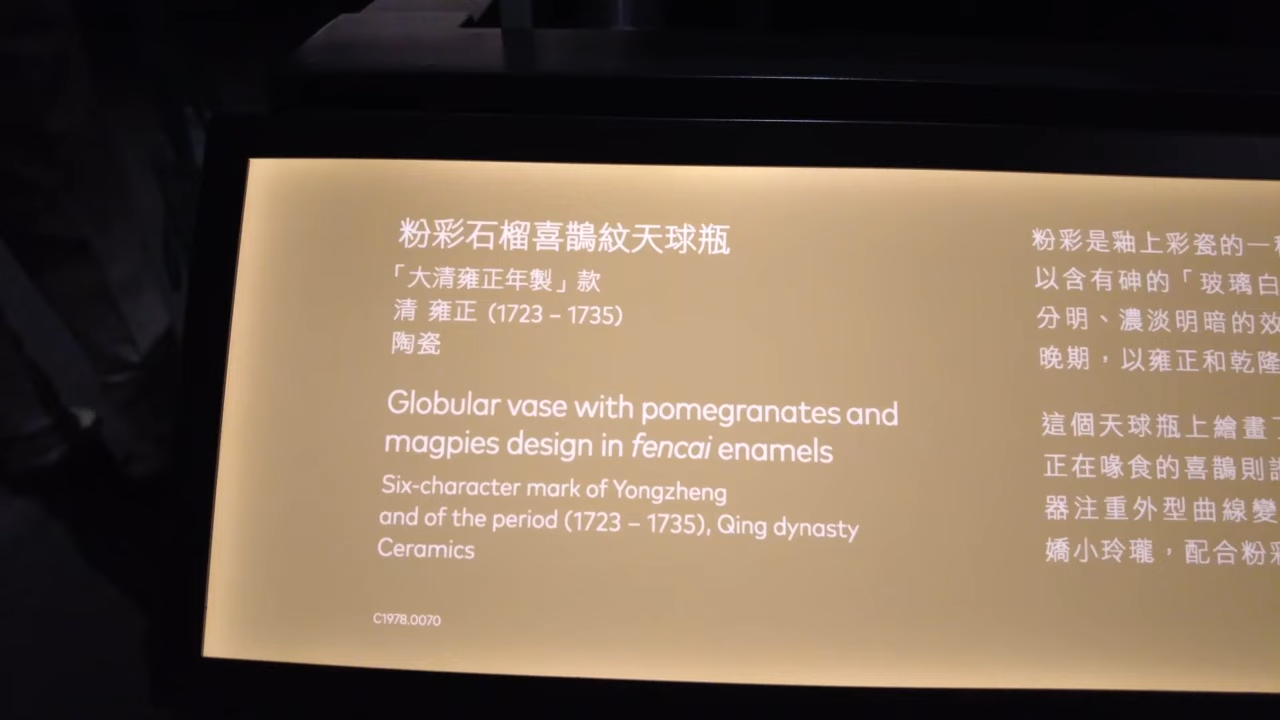 粉彩石榴喜鵲紋天球瓶
「大清雍正年製」款
清 雍正 (1723 – 1735)
陶瓷
Globular vase with pomegranates and
magpies design in fencai enamels
Six-character mark of Yongzheng
and of the period (1723 – 1735), Qing dynasty
Ceramics
C1978.0070
粉彩是釉上彩瓷的一
以含有砷的「玻璃白
分明、濃淡明暗的效
晚期，以雍正和乾隆
這個天球瓶上繪畫
正在喙食的喜鵲則
器注重外型曲線變
嬌小玲瓏，配合粉彩